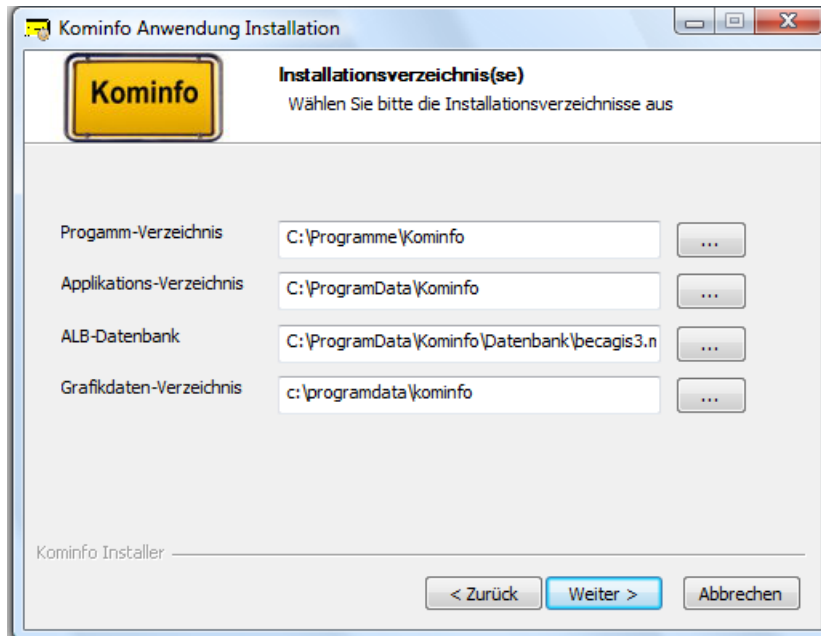 Kominfo Anwendung Installation
Kominfo
Installationsverzeichnis(se)
Wählen Sie bitte die Installationsverzeichnisse aus
Progamm-Verzeichnis
C:\Programme\Kominfo
...
Applikations-Verzeichnis
C:\ProgramData\Kominfo
...
ALB-Datenbank
C:\ProgramData\Kominfo\Datenbank\becagis3.m
...
Grafikdaten-Verzeichnis
c:\programdata\kominfo
...
Kominfo Installer
< Zurück
Weiter >
Abbrechen